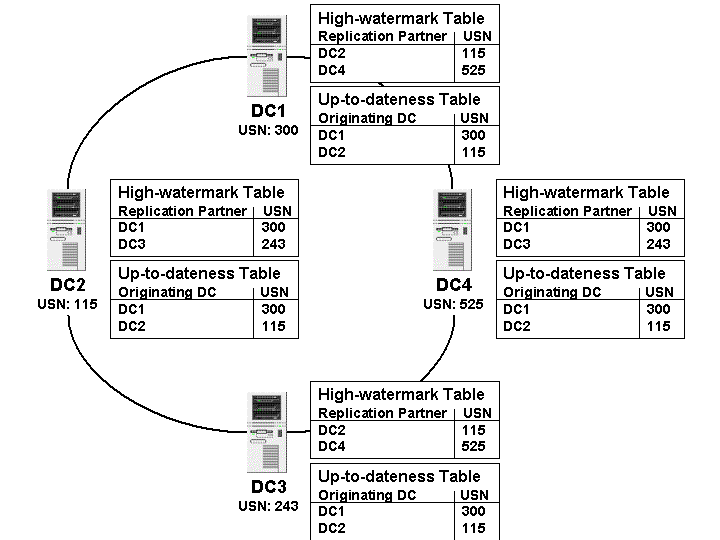 High-watermark Table
Replication Partner USN
DC2 115
DC4 525
Up-to-dateness Table
Originating DC USN
DC1 300
DC2 115
DC1
USN: 300
High-watermark Table
Replication Partner USN
DC1 300
DC3 243
Up-to-dateness Table
Originating DC USN
DC1 300
DC2 115
DC2
USN: 115
High-watermark Table
Replication Partner USN
DC1 300
DC3 243
Up-to-dateness Table
Originating DC USN
DC1 300
DC2 115
DC4
USN: 525
High-watermark Table
Replication Partner USN
DC2 115
DC4 525
Up-to-dateness Table
Originating DC USN
DC1 300
DC2 115
DC3
USN: 243